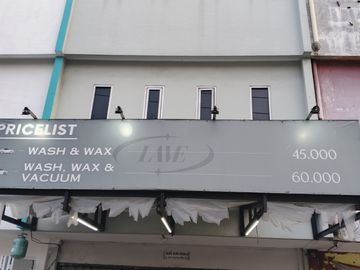 PRICELIST
WASH & WAX 45.000
WASH, WAX &
VACUUM 60.000